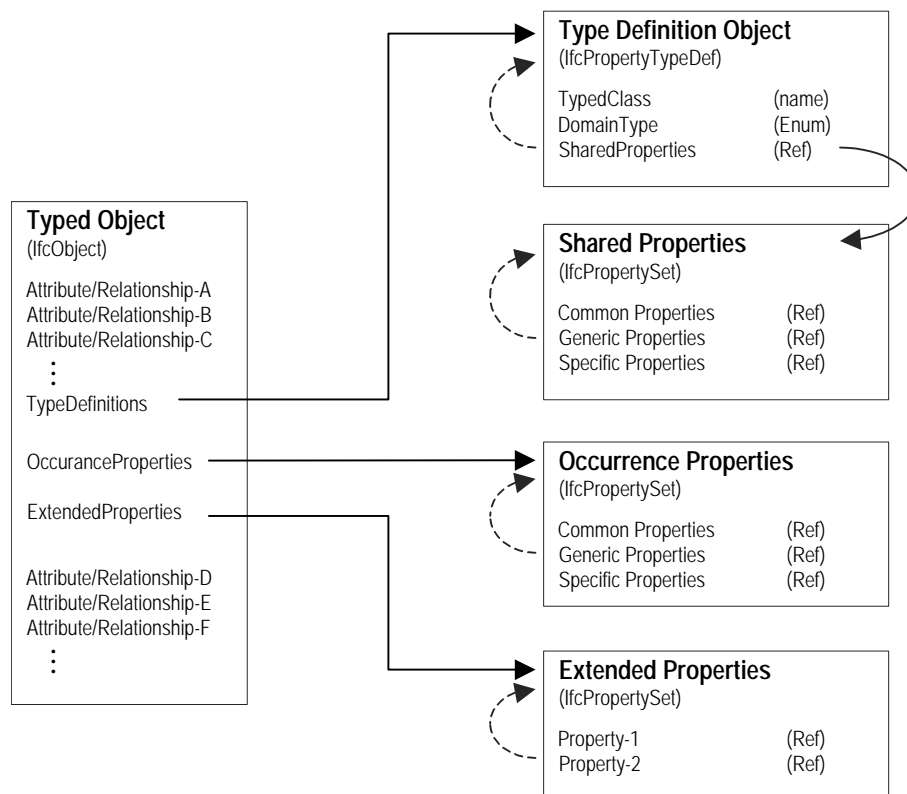 Type Definition Object
(IfcPropertyTypeDef)
TypedClass (name)
DomainType (Enum)
SharedProperties (Ref)
Typed Object
(IfcObject)
Attribute/Relationship-A
Attribute/Relationship-B
Attribute/Relationship-C
TypeDefinitions
OccuranceProperties
ExtendedProperties
Attribute/Relationship-D
Attribute/Relationship-E
Attribute/Relationship-F
Shared Properties
(IfcPropertySet)
Common Properties (Ref)
Generic Properties (Ref)
Specific Properties (Ref)
Occurrence Properties
(IfcPropertySet)
Common Properties (Ref)
Generic Properties (Ref)
Specific Properties (Ref)
Extended Properties
(IfcPropertySet)
Property-1 (Ref)
Property-2 (Ref)